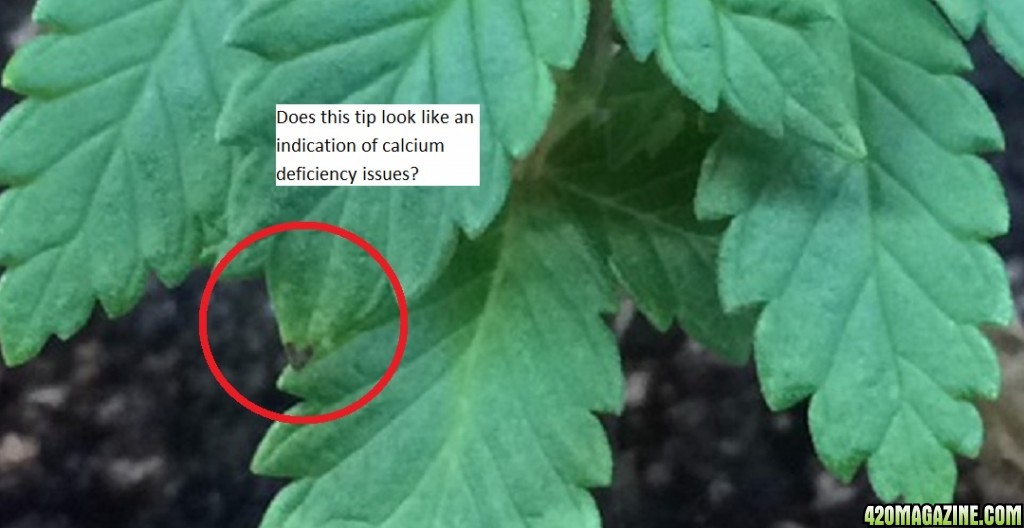 Does this tip look like an
indication of calcium
deficiency issues?
420MAGAZINE.COM